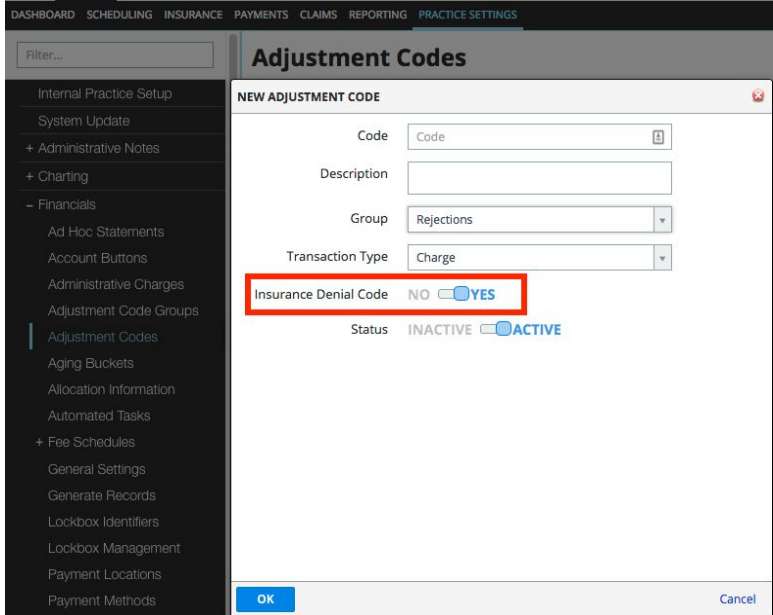 DASHBOARD SCHEDULING INSURANCE PAYMENTS CLAIMS REPORTING PRACTICE SETTINGS
Filter...
Adjustment Codes
Internal Practice Setup
System Update
+ Administrative Notes
+ Charting
– Financials
Ad Hoc Statements
Account Buttons
Administrative Charges
Adjustment Code Groups
Adjustment Codes
Aging Buckets
Allocation Information
Automated Tasks
+ Fee Schedules
General Settings
Generate Records
Lockbox Identifiers
Lockbox Management
Payment Locations
Payment Methods
NEW ADJUSTMENT CODE
Code Code
Description
Group Rejections
Transaction Type Charge
Insurance Denial Code NO YES
Status INACTIVE ACTIVE
OK Cancel